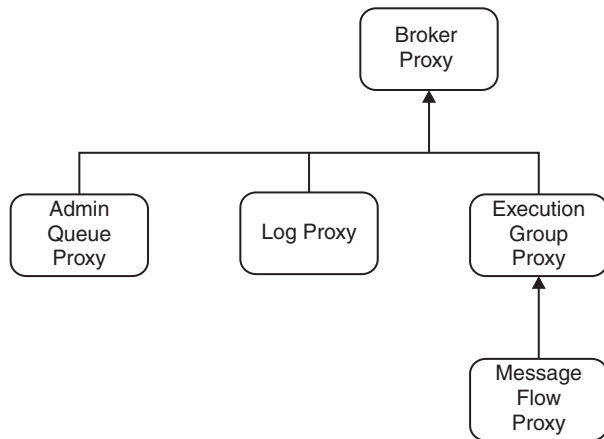 Broker
Proxy
Admin
Queue
Proxy
Log Proxy
Execution
Group
Proxy
Message
Flow
Proxy